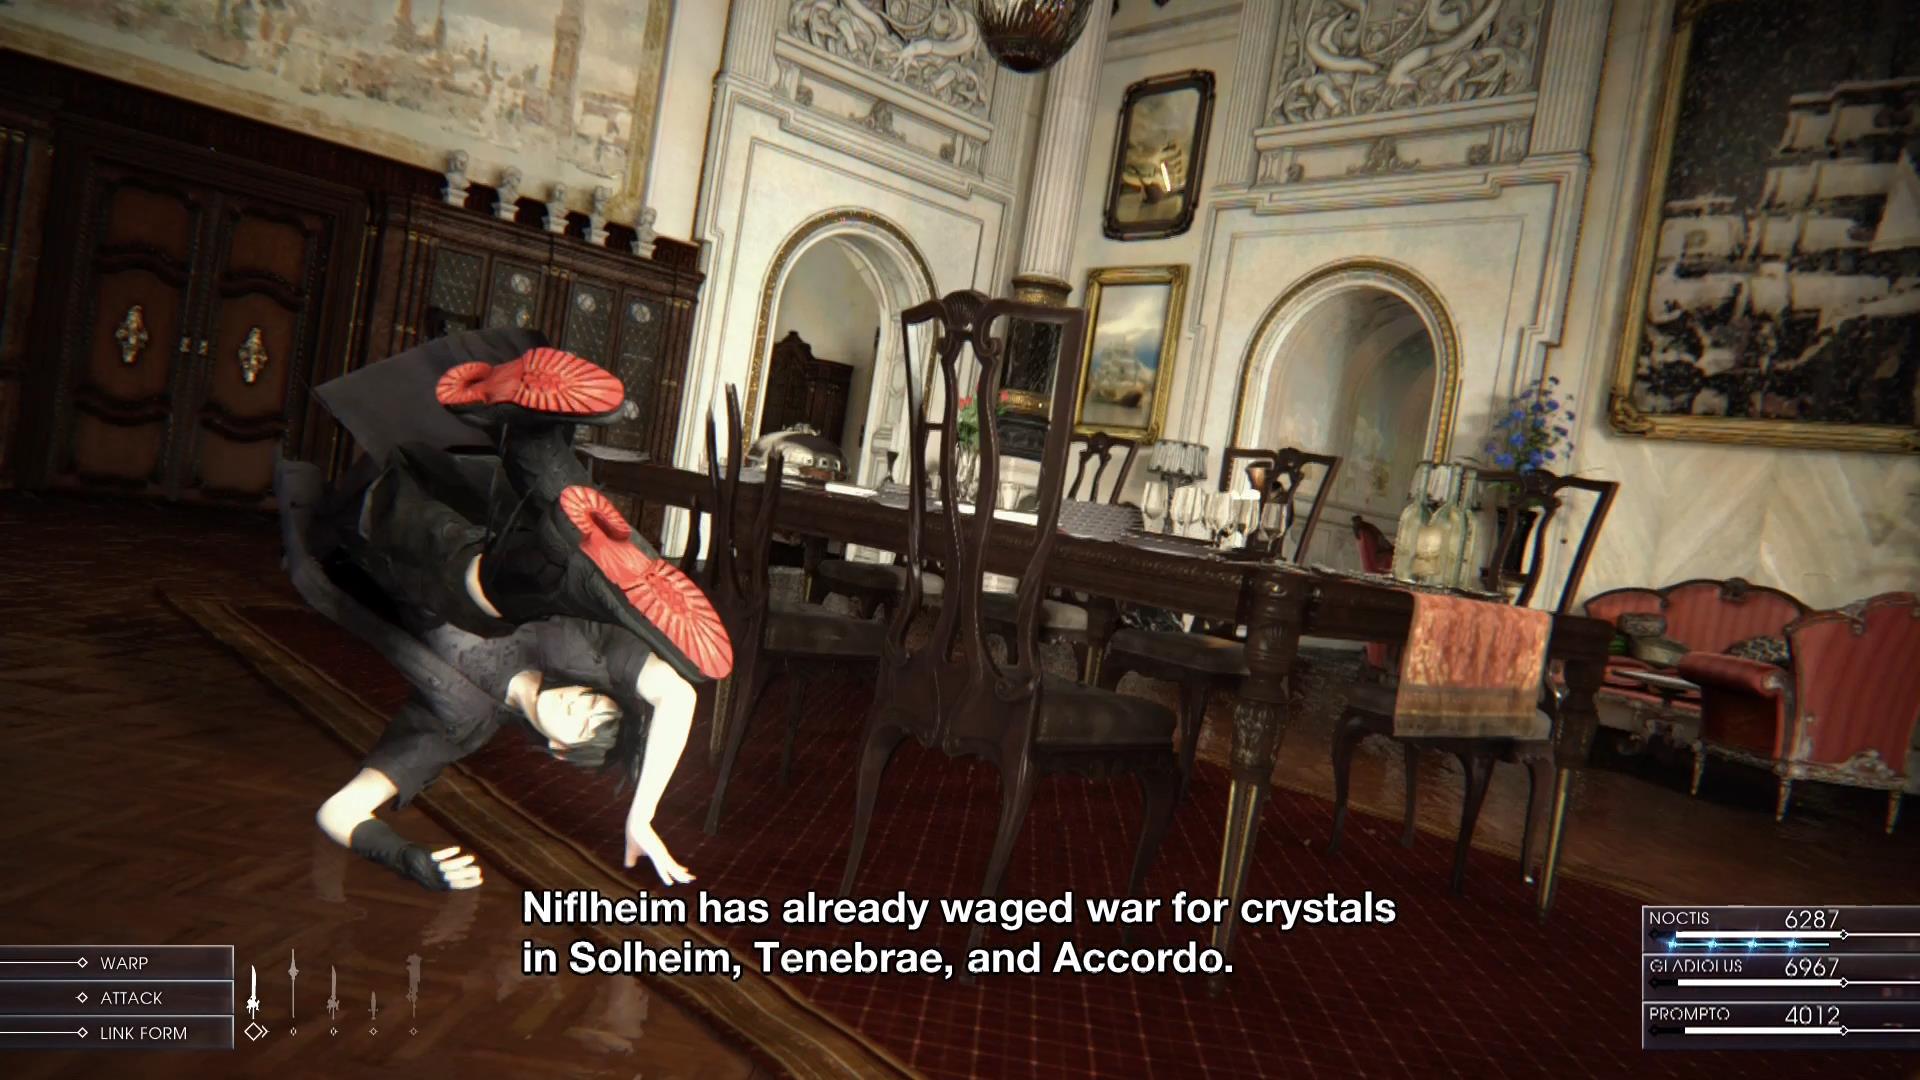 Niflheim has already waged war for crystals
in Solheim, Tenebrae, and Accordo.
WARP
ATTACK
LINK FORM
NOCTIS 6287
GLADIOLUS 6967
PROMPTO 4012